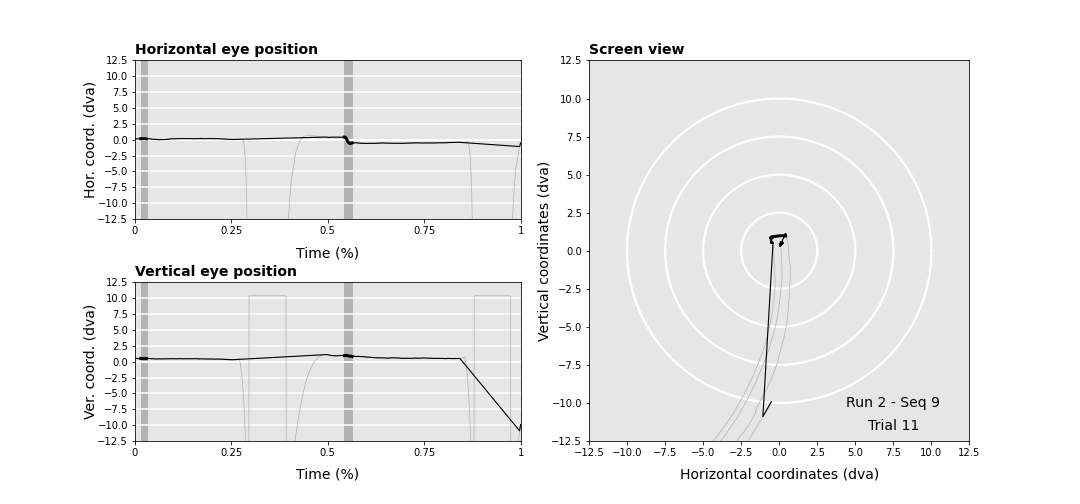 Horizontal eye position
Hor. coord. (dva)
12.5
10.0
7.5
5.0
2.5
0.0
−2.5
−5.0
−7.5
−10.0
−12.5
0 0.25 0.5 0.75 1
Time (%)
Vertical eye position
Ver. coord. (dva)
12.5
10.0
7.5
5.0
2.5
0.0
−2.5
−5.0
−7.5
−10.0
−12.5
0 0.25 0.5 0.75 1
Time (%)
Screen view
Vertical coordinates (dva)
12.5
10.0
7.5
5.0
2.5
0.0
−2.5
−5.0
−7.5
−10.0
−12.5
Run 2 - Seq 9
Trial 11
−12.5 −10.0 −7.5 −5.0 −2.5 0.0 2.5 5.0 7.5 10.0 12.5
Horizontal coordinates (dva)